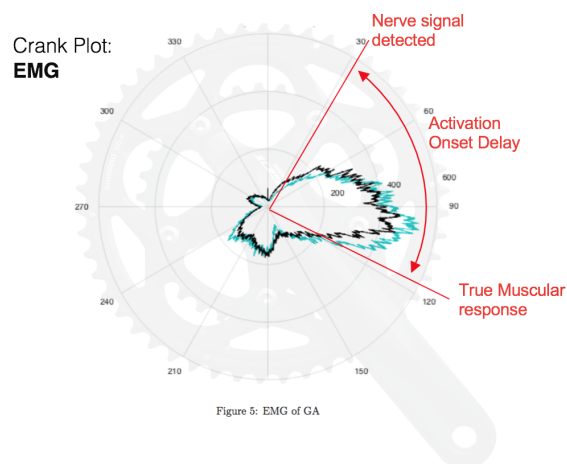 Crank Plot:
EMG
Nerve signal
detected
330
30
300
60
Activation
Onset Delay
600
400
200
270
90
240
120
True Muscular
response
210
150
Figure 5: EMG of GA